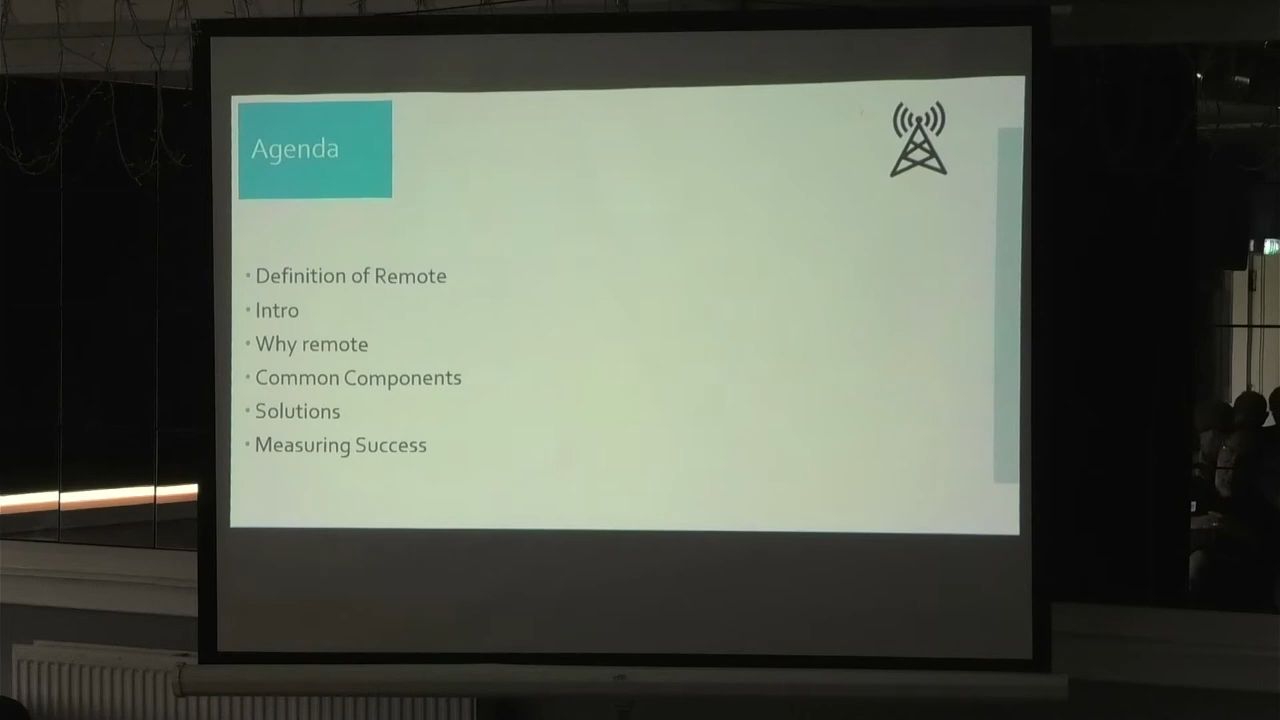 Agenda
• Definition of Remote
• Intro
• Why remote
• Common Components
• Solutions
• Measuring Success